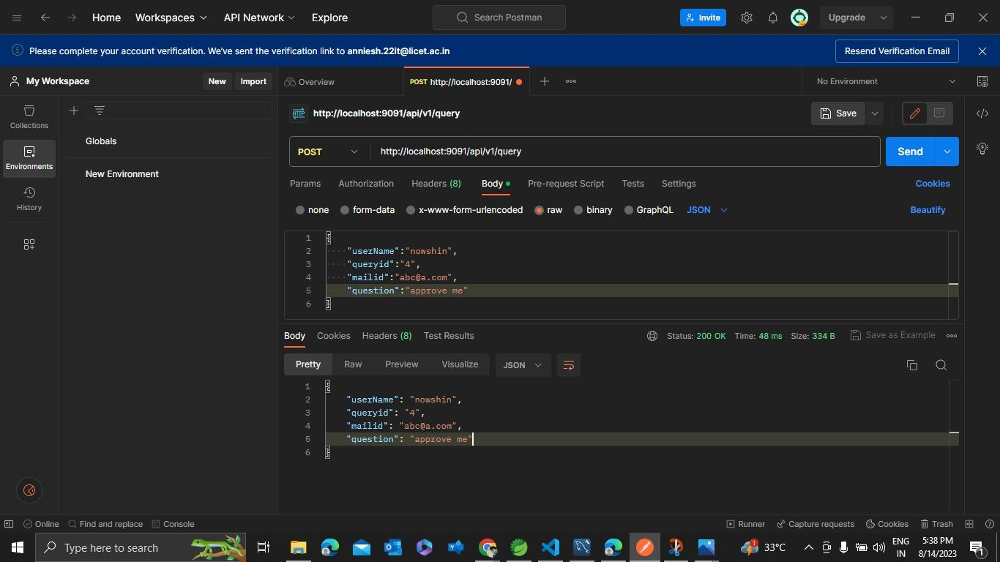 Home Workspaces API Network Explore Search Postman Invite Upgrade
Please complete your account verification. We've sent the verification link to anniesh.22it@licet.ac.in Resend Verification Email
My Workspace New Import Overview POST http://localhost:9091/ No Environment
Collections
Environments
History
Globals
New Environment
HTTP http://localhost:9091/api/v1/query Save
POST http://localhost:9091/api/v1/query Send
Params Authorization Headers (8) Body Pre-request Script Tests Settings Cookies
none form-data x-www-form-urlencoded raw binary GraphQL JSON Beautify
1 {
2 "userName":"nowshin",
3 "queryid":"4",
4 "mailid":"abc@a.com",
5 "question":"approve me"
6 }
Body Cookies Headers (8) Test Results Status: 200 OK Time: 48 ms Size: 334 B Save as Example
Pretty Raw Preview Visualize JSON
1 {
2 "userName": "nowshin",
3 "queryid": "4",
4 "mailid": "abc@a.com",
5 "question": "approve me"
6 }
Online Find and replace Console Runner Capture requests Cookies Trash
Type here to search 33°C ENG IN 5:38 PM 8/14/2023 1